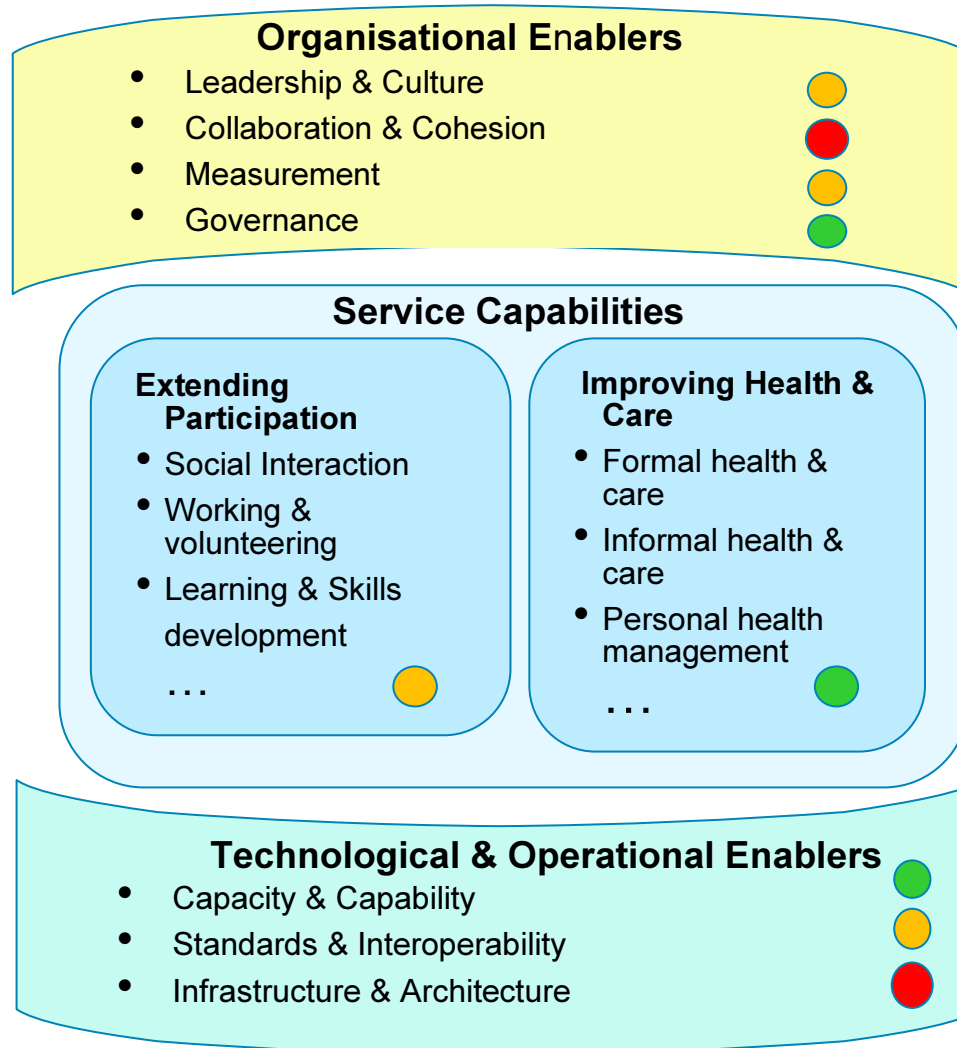 Organisational Enablers
• Leadership & Culture
• Collaboration & Cohesion
• Measurement
• Governance
Service Capabilities
Extending
Participation
• Social Interaction
• Working &
volunteering
• Learning & Skills
development
...
Improving Health &
Care
• Formal health &
care
• Informal health &
care
• Personal health
management
...
Technological & Operational Enablers
• Capacity & Capability
• Standards & Interoperability
• Infrastructure & Architecture